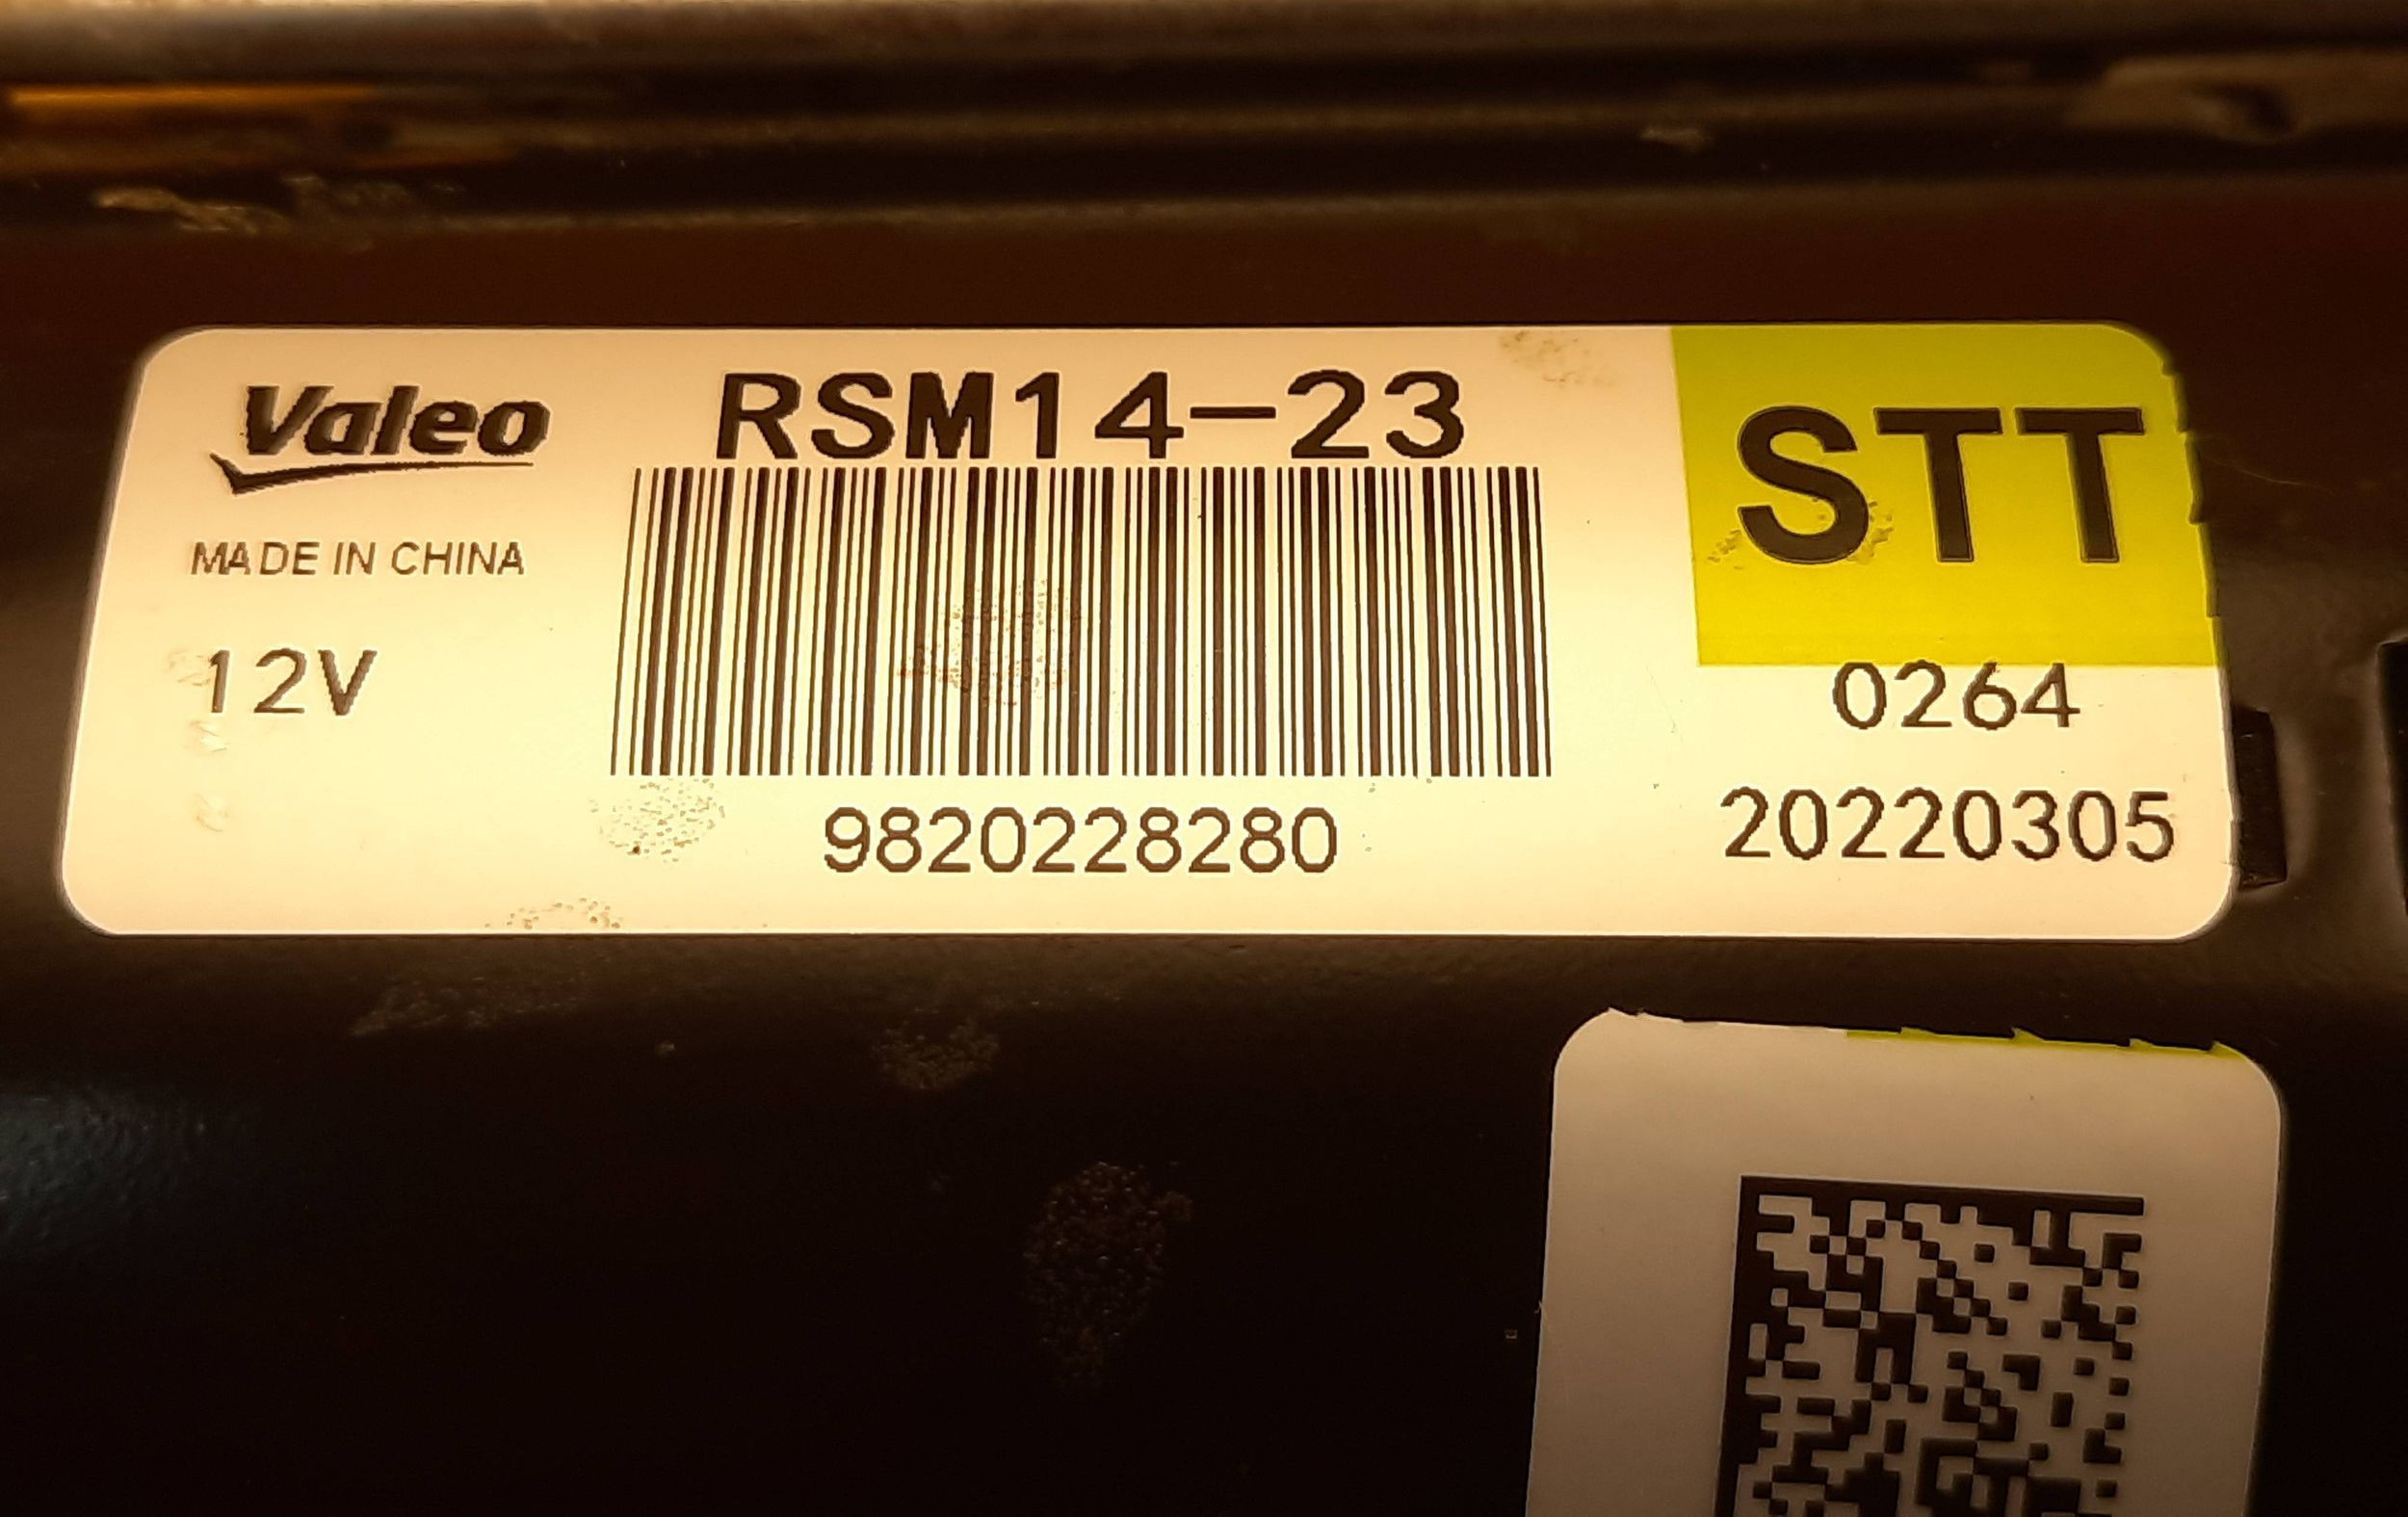 Valeo
RSM14-23
STT
MADE IN CHINA
12V
0264
9820228280
20220305